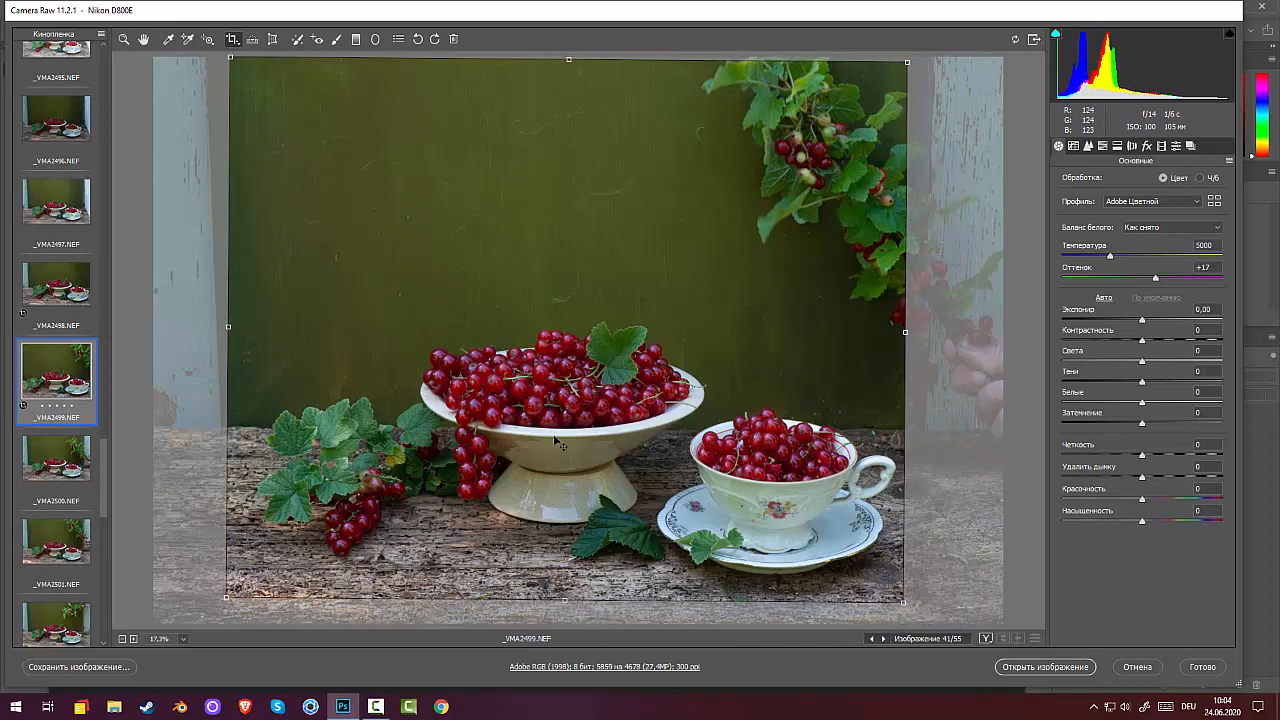 Camera Raw 11.2.1 - Nikon D800E
Кинопленка
_VMA2495.NEF
_VMA2496.NEF
_VMA2497.NEF
_VMA2498.NEF
_VMA2499.NEF
_VMA2500.NEF
_VMA2501.NEF
R: 124
G: 124
B: 123
f/14 1/6 с
ISO: 100 105 мм
Основные
Обработка: Цвет Ч/б
Профиль: Adobe Цветной
Баланс белого: Как снято
Температура 5000
Оттенок +17
Авто По умолчанию
Экспонир 0,00
Контрастность 0
Света 0
Тени 0
Белые 0
Затемнение 0
Четкость 0
Удалить дымку 0
Красочность 0
Насыщенность 0
17,3%
_VMA2499.NEF
Изображение 41/55
Y
Сохранить изображение...
Adobe RGB (1998); 8 бит; 5859 на 4678 (27,4MP); 300 ppi
Открыть изображение
Отмена
Готово
Ps
DEU
10:04
24.06.2020